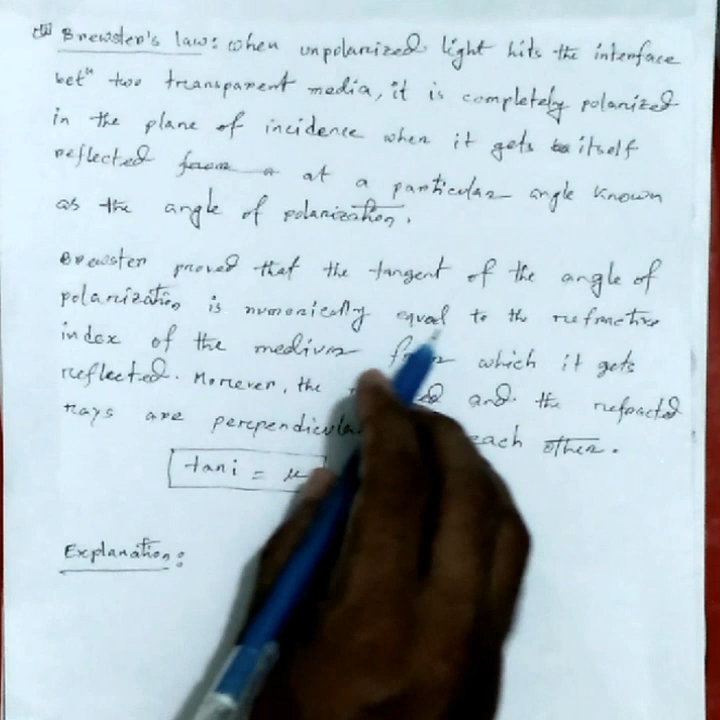 Brewster's law: when unpolarized light hits the interface
betn two transparent media, it is completely polarized
in the plane of incidence when it gets itself
reflected at a particular angle known
as the angle of polarization.
Brewster proved that the tangent of the angle of
polarization is numerically equal to the refractive
index of the medium which it gets
reflected. Moreover, the and the refracted
rays are perpendicular each other.
tani = μ
Explanation: